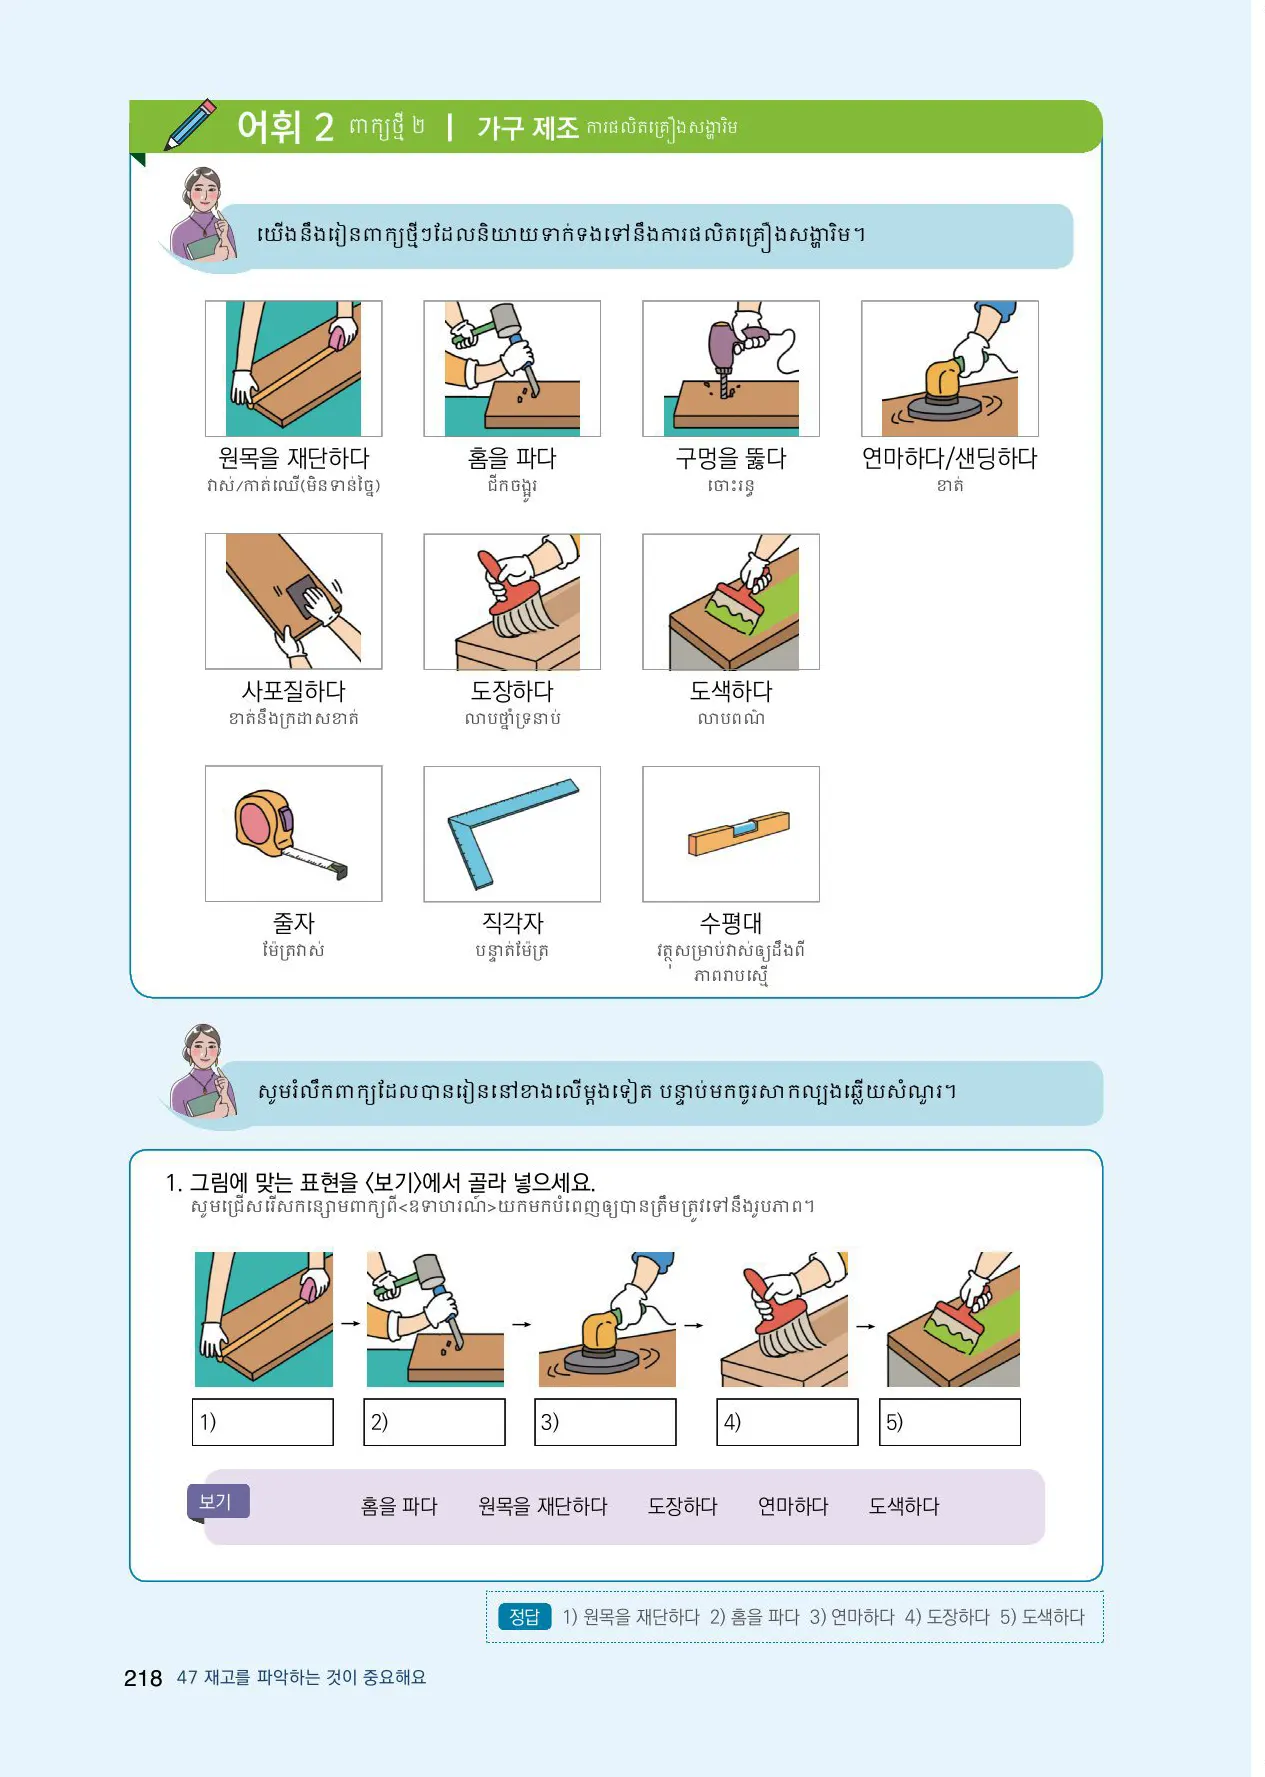 어휘 2 ពាក្យថ្មី ២ | 가구 제조 ការផលិតគ្រឿងសង្ហារិម
យើងនឹងរៀនពាក្យថ្មីៗដែលនិយាយទាក់ទងទៅនឹងការផលិតគ្រឿងសង្ហារិម។
원목을 재단하다 홈을 파다 구멍을 뚫다 연마하다/샌딩하다
វាស់/កាត់ឈើ(មិនទាន់ច្នៃ) ជីកចង្អូរ ចោះរន្ធ ខាត់
사포질하다 도장하다 도색하다
ខាត់នឹងក្រដាសខាត់ លាបថ្នាំទ្រនាប់ លាបពណ៌
줄자 직각자 수평대
ម៉ែត្រវាស់ បន្ទាត់ម៉ែត្រ វត្ថុសម្រាប់វាស់ឲ្យដឹងពី
ភាពរាបស្មើ
សូមរំលឹកពាក្យដែលបានរៀននៅខាងលើម្តងទៀត បន្ទាប់មកចូរសាកល្បងឆ្លើយសំណួរ។
1. 그림에 맞는 표현을 〈보기〉에서 골라 넣으세요.
សូមជ្រើសរើសកន្សោមពាក្យពី<ឧទាហរណ៍>យកមកបំពេញឲ្យបានត្រឹមត្រូវទៅនឹងរូបភាព។
→ → → →
1) 2) 3) 4) 5)
보기 홈을 파다 원목을 재단하다 도장하다 연마하다 도색하다
정답 1) 원목을 재단하다 2) 홈을 파다 3) 연마하다 4) 도장하다 5) 도색하다
218 47 재고를 파악하는 것이 중요해요